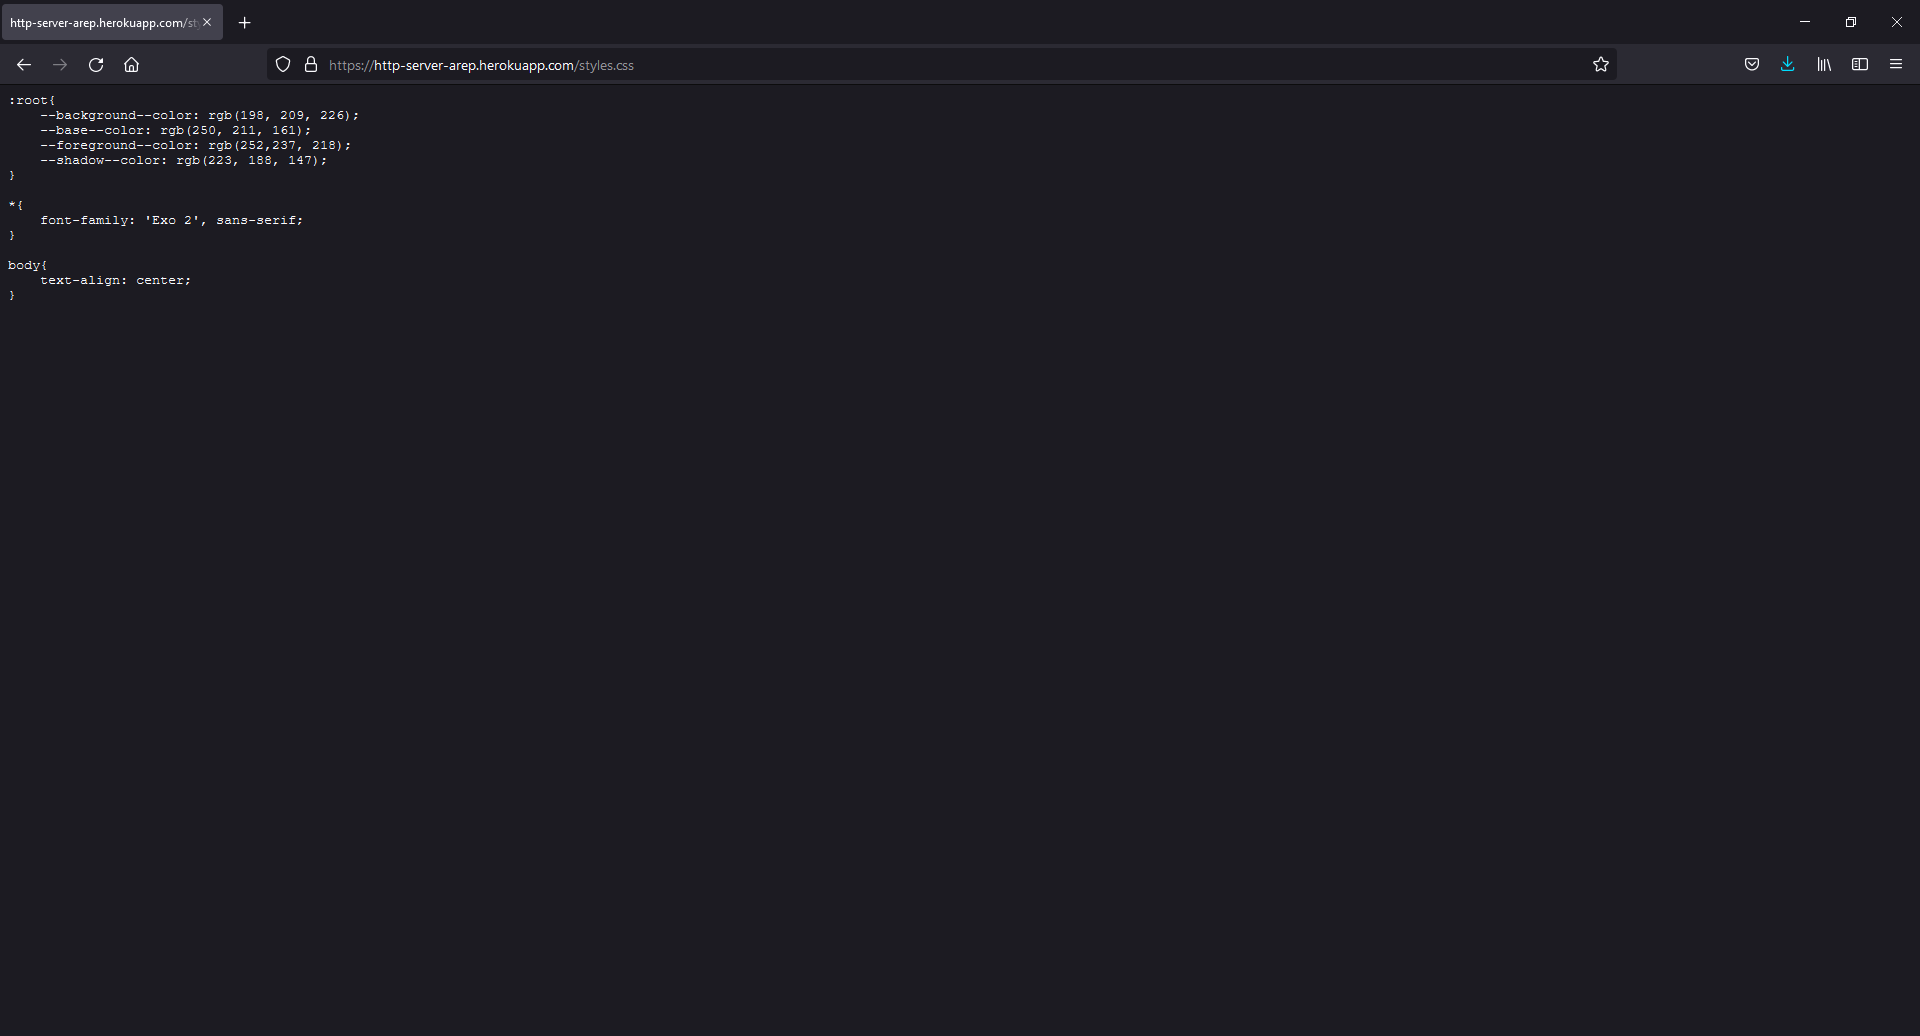 http-server-arep.herokuapp.com/st
https://http-server-arep.herokuapp.com/styles.css
:root{
    --background--color: rgb(198, 209, 226);
    --base--color: rgb(250, 211, 161);
    --foreground--color: rgb(252,237, 218);
    --shadow--color: rgb(223, 188, 147);
}
*{
    font-family: 'Exo 2', sans-serif;
}
body{
    text-align: center;
}